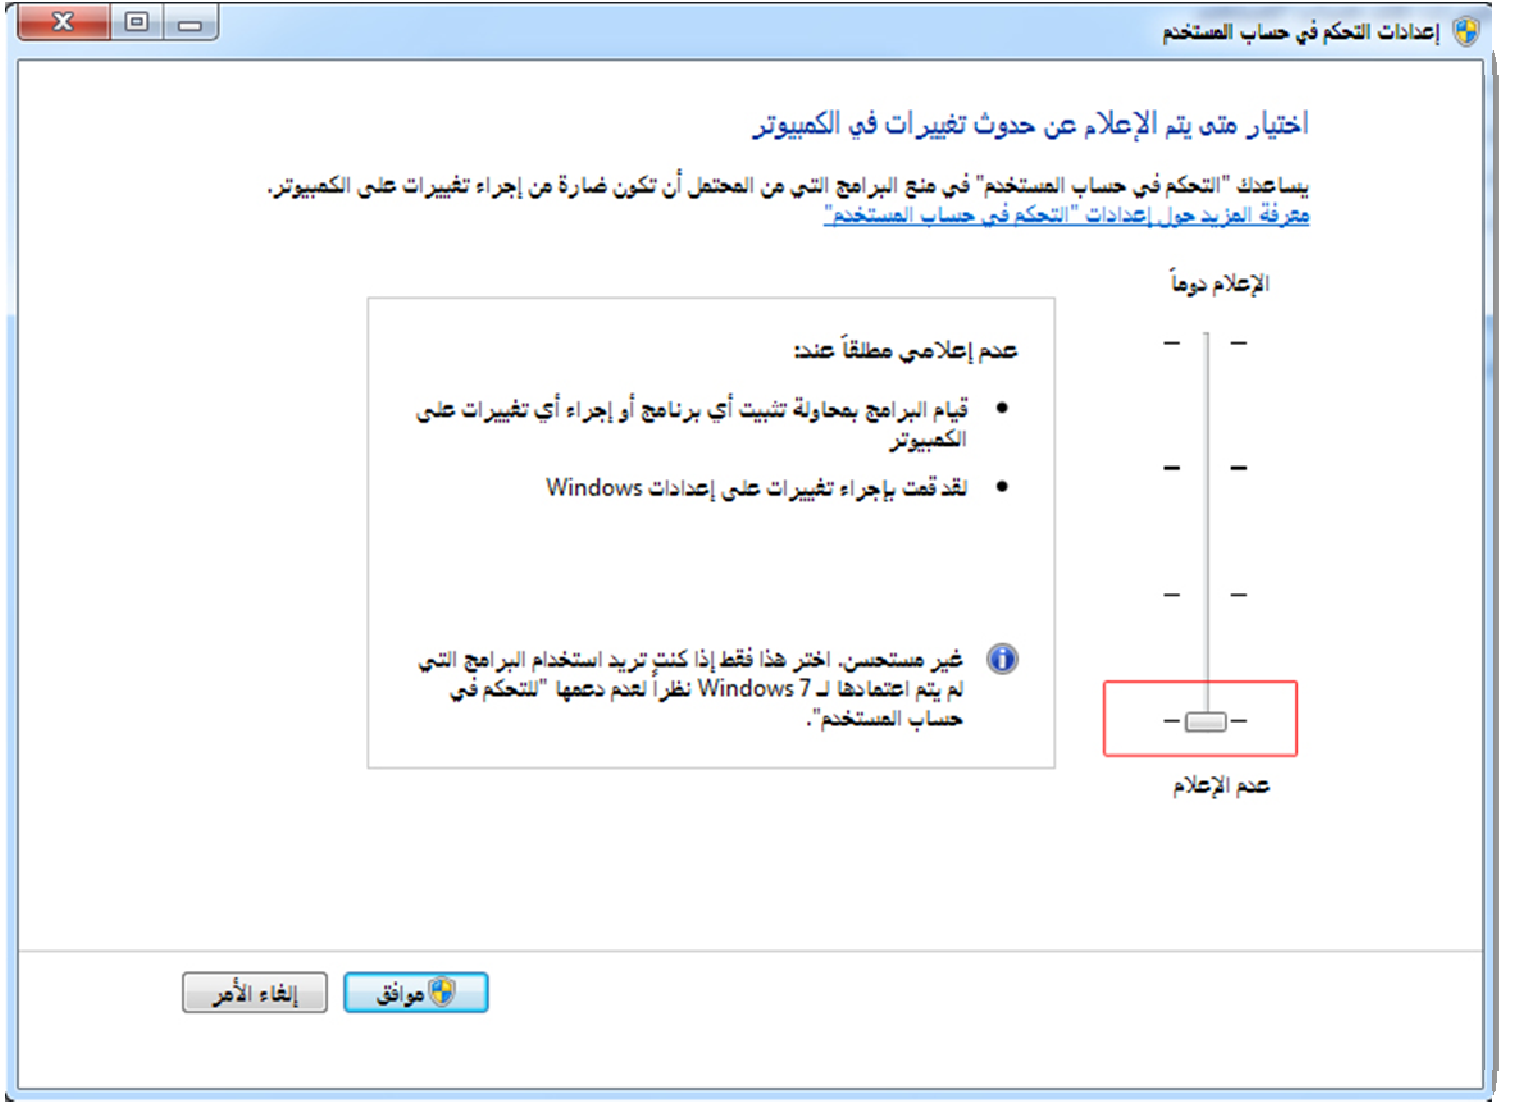 إعدادات التحكم في حساب المستخدم
اختيار متى يتم الإعلام عن حدوث تغييرات في الكمبيوتر
يساعدك "التحكم في حساب المستخدم" في منع البرامج التي من المحتمل أن تكون ضارة من إجراء تغييرات على الكمبيوتر.
معرفة المزيد حول إعدادات "التحكم في حساب المستخدم"
الإعلام دوماً
عدم إعلامي مطلقاً عند:
قيام البرامج بمحاولة تثبيت أي برنامج أو إجراء أي تغييرات على
الكمبيوتر
لقد قمت بإجراء تغييرات على إعدادات Windows
غير مستحسن. اختر هذا فقط إذا كنت تريد استخدام البرامج التي
لم يتم اعتمادها لـ Windows 7 نظراً لعدم دعمها "للتحكم في
حساب المستخدم".
عدم الإعلام
موافق
إلغاء الأمر